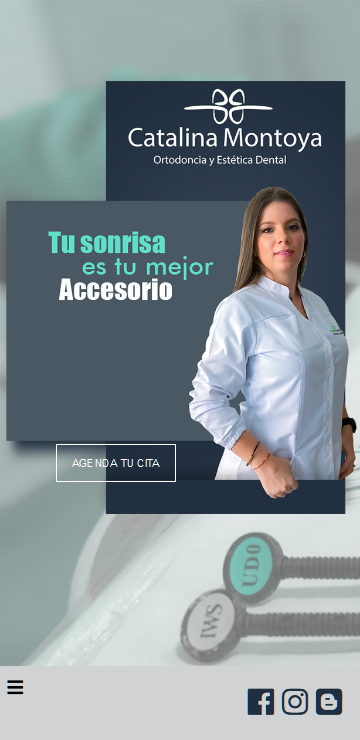 Catalina Montoya
Ortodoncia y Estética Dental
Tu sonrisa
es tu mejor
Accesorio
AGENDA TU CITA
UDO
IWS